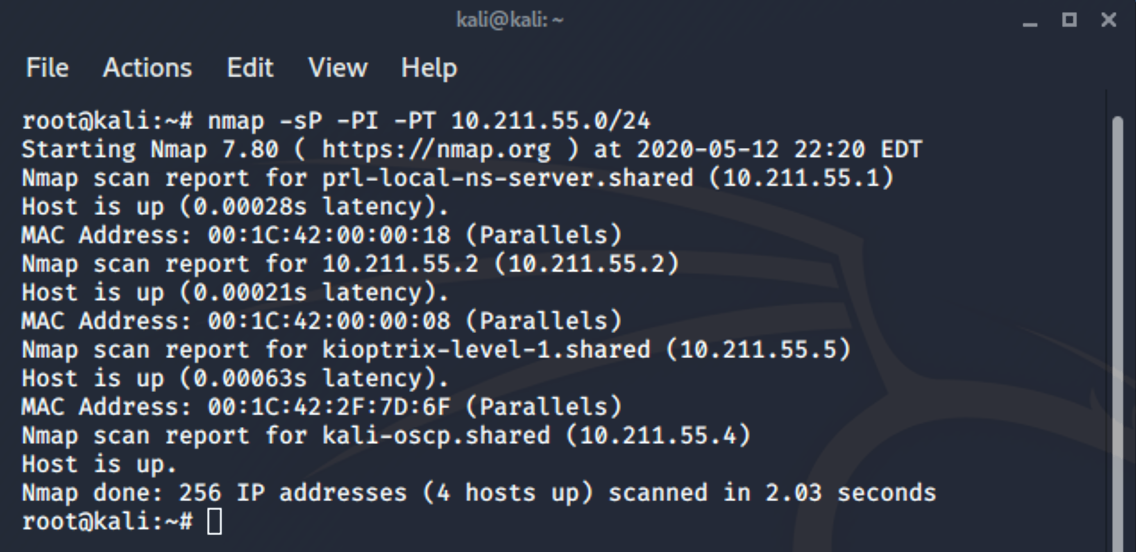 kali@kali: ~
File Actions Edit View Help
root@kali:~# nmap -sP -PI -PT 10.211.55.0/24
Starting Nmap 7.80 ( https://nmap.org ) at 2020-05-12 22:20 EDT
Nmap scan report for prl-local-ns-server.shared (10.211.55.1)
Host is up (0.00028s latency).
MAC Address: 00:1C:42:00:00:18 (Parallels)
Nmap scan report for 10.211.55.2 (10.211.55.2)
Host is up (0.00021s latency).
MAC Address: 00:1C:42:00:00:08 (Parallels)
Nmap scan report for kioptrix-level-1.shared (10.211.55.5)
Host is up (0.00063s latency).
MAC Address: 00:1C:42:2F:7D:6F (Parallels)
Nmap scan report for kali-oscp.shared (10.211.55.4)
Host is up.
Nmap done: 256 IP addresses (4 hosts up) scanned in 2.03 seconds
root@kali:~#